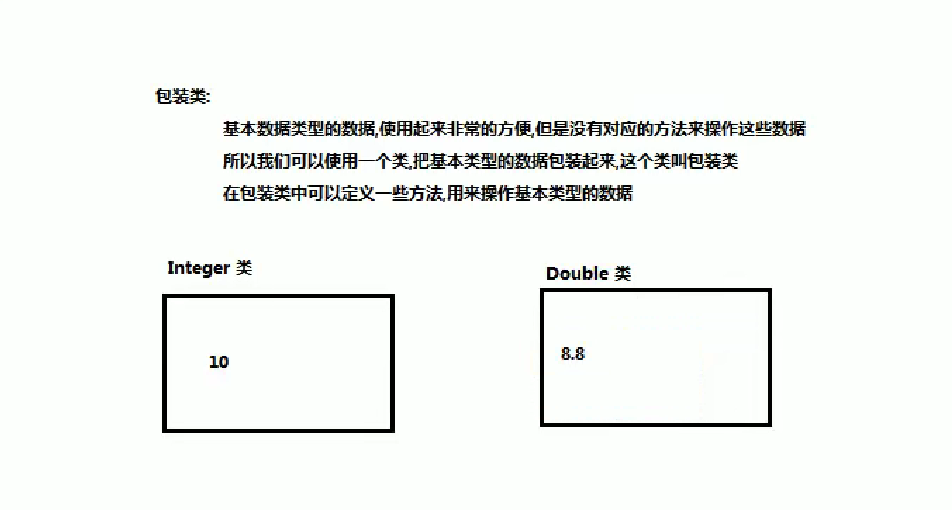 包装类:
基本数据类型的数据,使用起来非常的方便,但是没有对应的方法来操作这些数据
所以我们可以使用一个类,把基本类型的数据包装起来,这个类叫包装类
在包装类中可以定义一些方法,用来操作基本类型的数据
Integer 类
Double 类
10
8.8